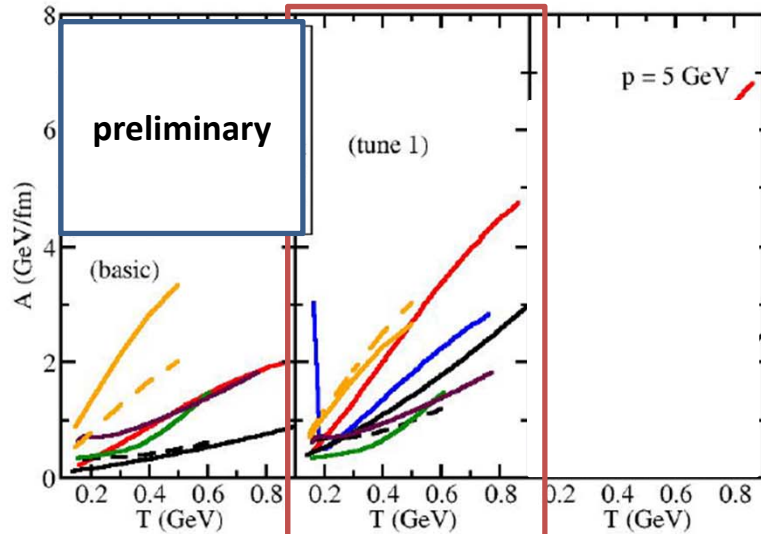 8
6
4
2
0
A (GeV/fm)
preliminary
(basic)
(tune 1)
p = 5 GeV
0.2 0.4 0.6 0.8 0.2 0.4 0.6 0.8 0.2 0.4 0.6 0.8
T (GeV) T (GeV) T (GeV)